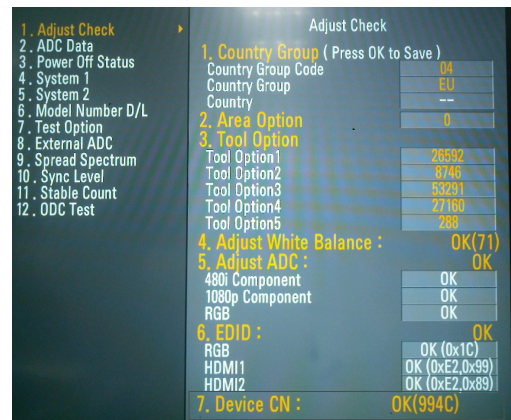 1 . Adjust Check
2 . ADC Data
3 . Power Off Status
4 . System 1
5 . System 2
6 . Model Number D/L
7 . Test Option
8 . External ADC
9 . Spread Spectrum
10 . Sync Level
11 . Stable Count
12 . ODC Test
Adjust Check
1. Country Group ( Press OK to Save )
Country Group Code 04
Country Group EU
Country --
2. Area Option 0
3. Tool Option
Tool Option1 26592
Tool Option2 8746
Tool Option3 53291
Tool Option4 27160
Tool Option5 288
4. Adjust White Balance : OK(71)
5. Adjust ADC : OK
480i Component OK
1080p Component OK
RGB OK
6. EDID : OK
RGB OK (0x1C)
HDMI1 OK (0xE2,0x99)
HDMI2 OK (0xE2,0x89)
7. Device CN : OK(994C)